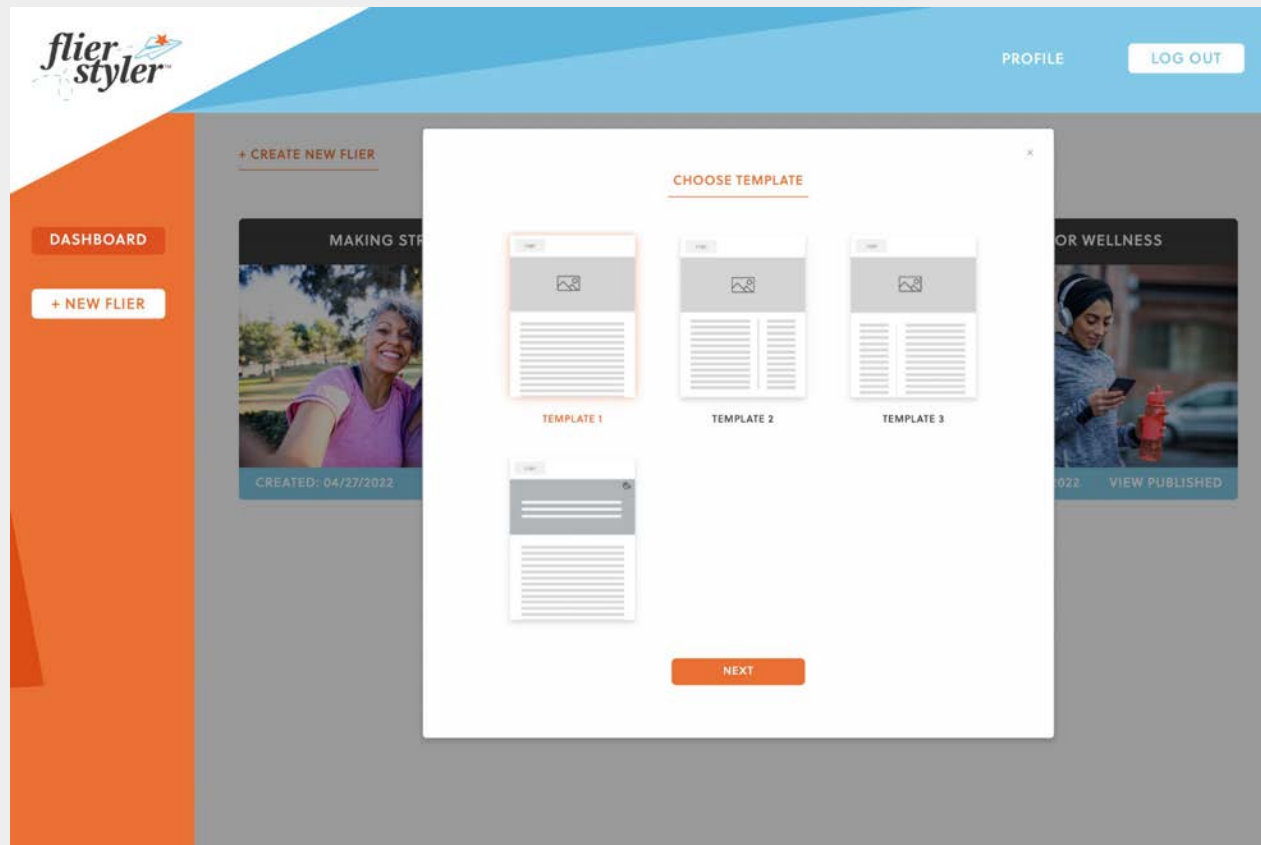 flier
styler™
PROFILE
LOG OUT
+ CREATE NEW FLIER
×
CHOOSE TEMPLATE
DASHBOARD
+ NEW FLIER
MAKING STR
OR WELLNESS
TEMPLATE 1
TEMPLATE 2
TEMPLATE 3
CREATED: 04/27/2022
2022
VIEW PUBLISHED
NEXT